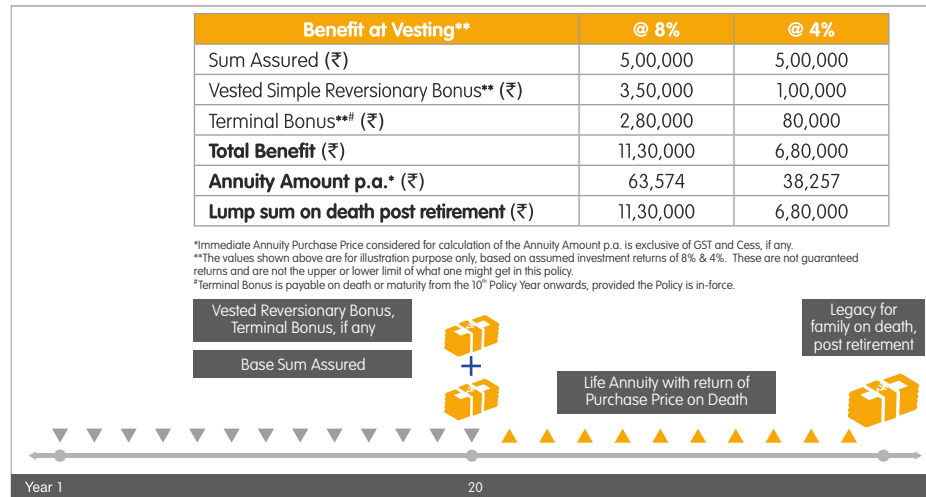 Benefit at Vesting** @ 8% @ 4%
Sum Assured (₹) 5,00,000 5,00,000
Vested Simple Reversionary Bonus** (₹) 3,50,000 1,00,000
Terminal Bonus**# (₹) 2,80,000 80,000
Total Benefit (₹) 11,30,000 6,80,000
Annuity Amount p.a.* (₹) 63,574 38,257
Lump sum on death post retirement (₹) 11,30,000 6,80,000
*Immediate Annuity Purchase Price considered for calculation of the Annuity Amount p.a. is exclusive of GST and Cess, if any.
**The values shown above are for illustration purpose only, based on assumed investment returns of 8% & 4%. These are not guaranteed
returns and are not the upper or lower limit of what one might get in this policy.
#Terminal Bonus is payable on death or maturity from the 10th Policy Year onwards, provided the Policy is in-force.
Vested Reversionary Bonus,
Terminal Bonus, if any
Base Sum Assured
+
Life Annuity with return of
Purchase Price on Death
Legacy for
family on death,
post retirement
Year 1 20